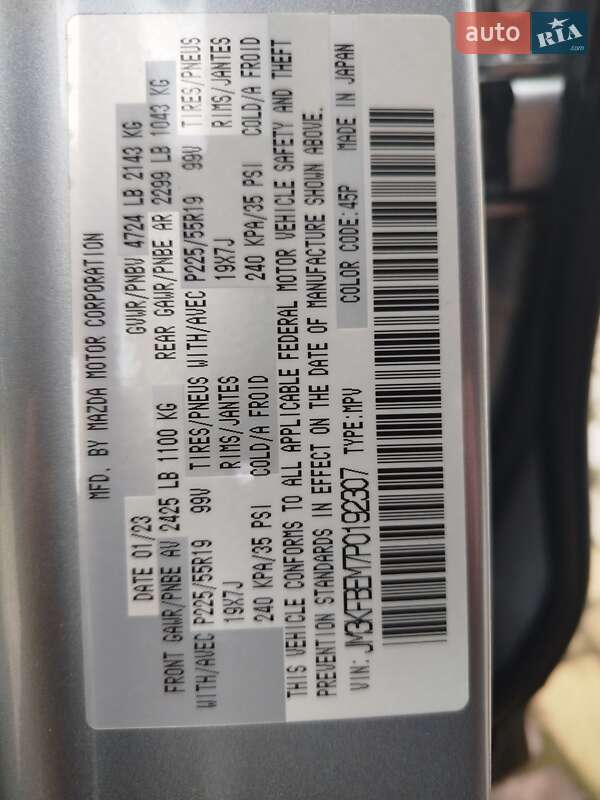 auto RIA.com
MFD. BY MAZDA MOTOR CORPORATION
DATE 01/23 GVWR/PNBV 4724 LB 2143 KG
FRONT GAWR/PNBE AV 2425 LB 1100 KG REAR GAWR/PNBE AR 2299 LB 1043 KG
WITH/AVEC P225/55R19 99V TIRES/PNEUS WITH/AVEC P225/55R19 99V TIRES/PNEUS
19X7J RIMS/JANTES 19X7J RIMS/JANTES
240 KPA/35 PSI COLD/A FROID 240 KPA/35 PSI COLD/A FROID
THIS VEHICLE CONFORMS TO ALL APPLICABLE FEDERAL MOTOR VEHICLE SAFETY AND THEFT
PREVENTION STANDARDS IN EFFECT ON THE DATE OF MANUFACTURE SHOWN ABOVE.
VIN: JM3KFBEM7P0192307 TYPE:MPV COLOR CODE:45P MADE IN JAPAN